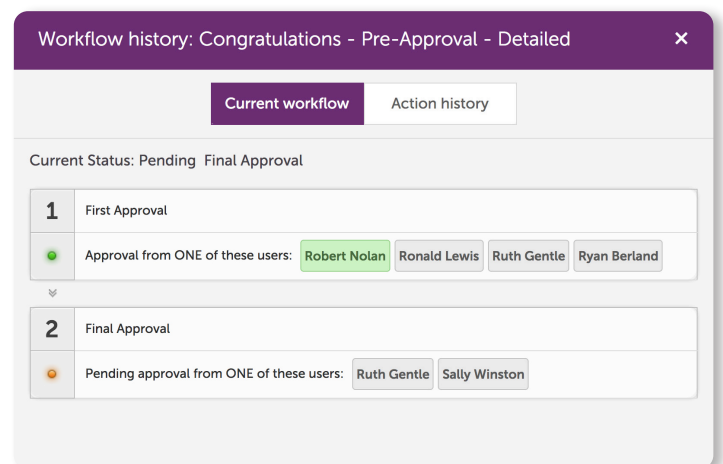 Workflow history: Congratulations - Pre-Approval - Detailed ×
Current workflow Action history
Current Status: Pending Final Approval
1 First Approval
Approval from ONE of these users: Robert Nolan Ronald Lewis Ruth Gentle Ryan Berland
2 Final Approval
Pending approval from ONE of these users: Ruth Gentle Sally Winston